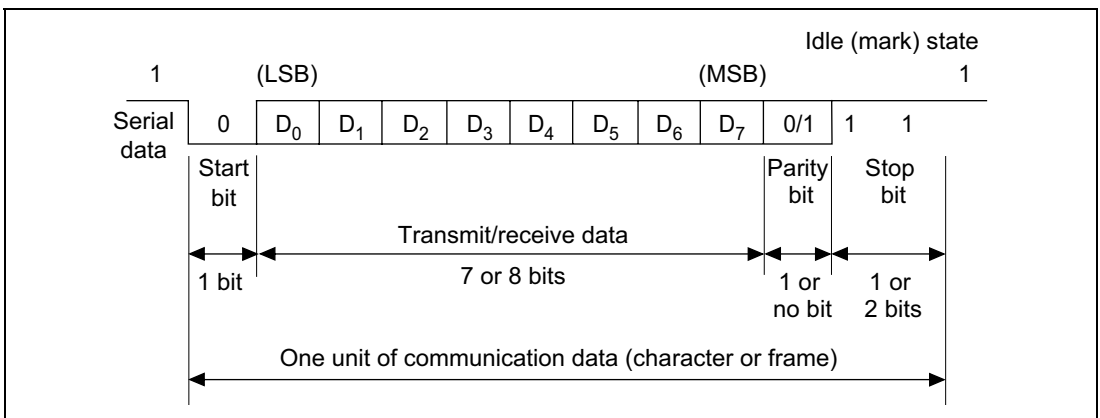 Idle (mark) state
1 (LSB) (MSB) 1
Serial data 0 D0 D1 D2 D3 D4 D5 D6 D7 0/1 1 1
Start bit
Parity bit
Stop bit
Transmit/receive data
1 bit
7 or 8 bits
1 or no bit
1 or 2 bits
One unit of communication data (character or frame)